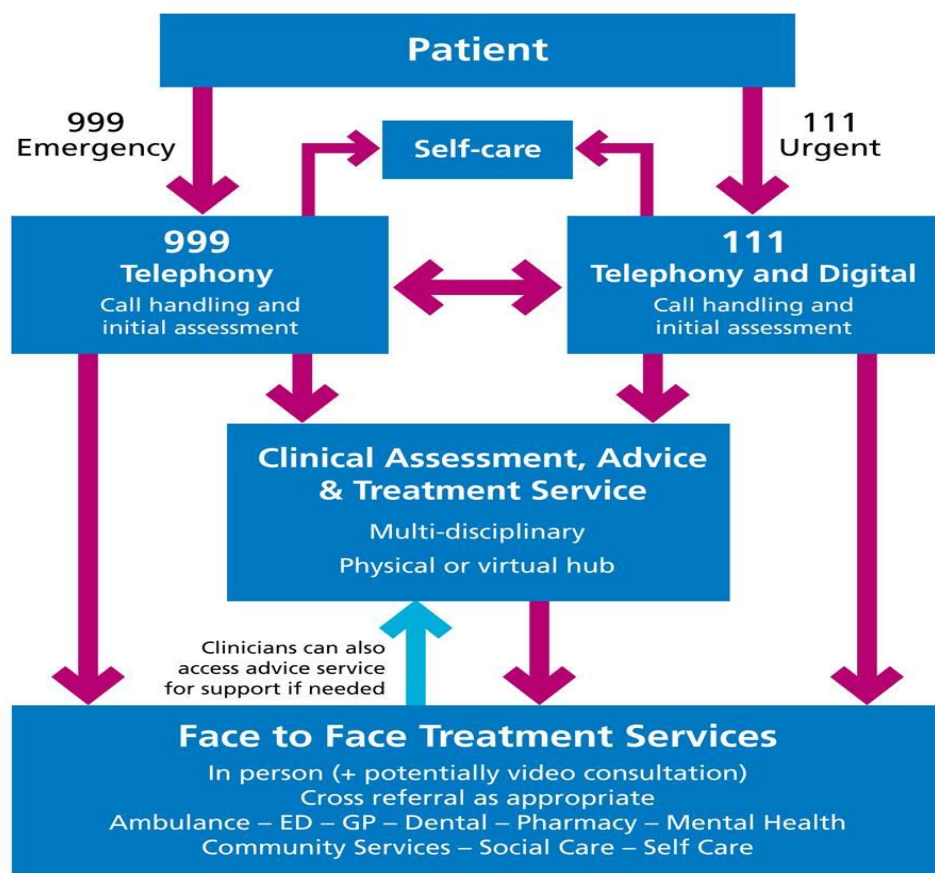 Patient
999
Emergency
111
Urgent
Self-care
999
Telephony
Call handling and
initial assessment
111
Telephony and Digital
Call handling and
initial assessment
Clinical Assessment, Advice
& Treatment Service
Multi-disciplinary
Physical or virtual hub
Clinicians can also
access advice service
for support if needed
Face to Face Treatment Services
In person (+ potentially video consultation)
Cross referral as appropriate
Ambulance – ED – GP – Dental – Pharmacy – Mental Health
Community Services – Social Care – Self Care